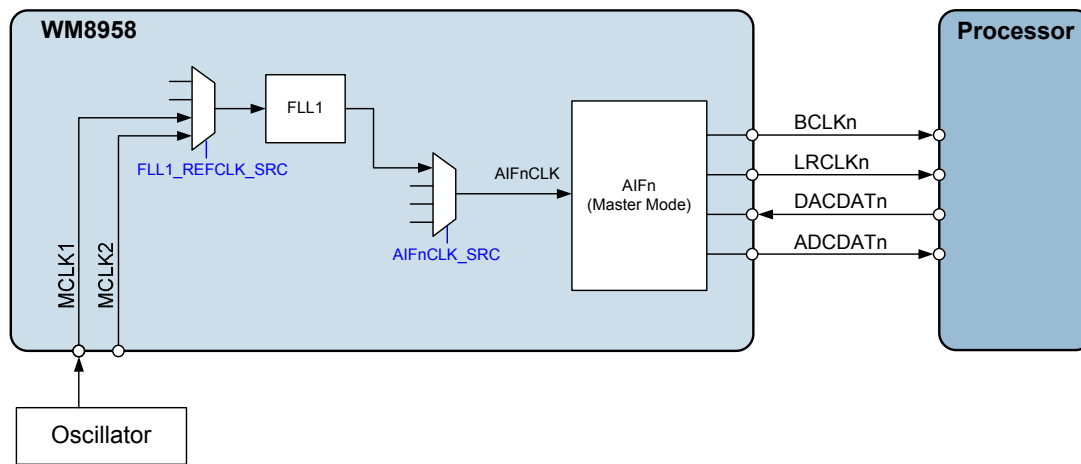 WM8958
Processor
FLL1
FLL1_REFCLK_SRC
AIFnCLK
AIFnCLK_SRC
AIFn
(Master Mode)
BCLKn
LRCLKn
DACDATn
ADCDATn
MCLK1
MCLK2
Oscillator